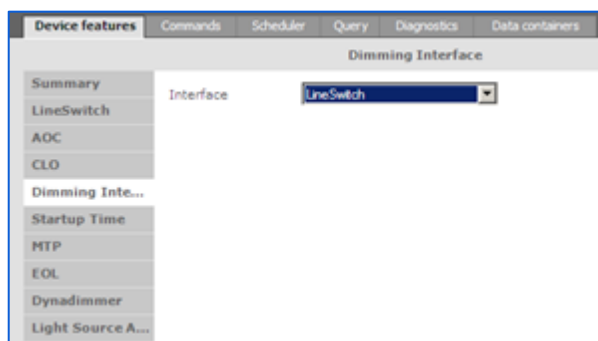 Device features Commands Scheduler Query Diagnostics Data containers
Dimming Interface
Summary
Interface LineSwitch
LineSwitch
AOC
CLO
Dimming Inte...
Startup Time
MTP
EOL
Dynadimmer
Light Source A...